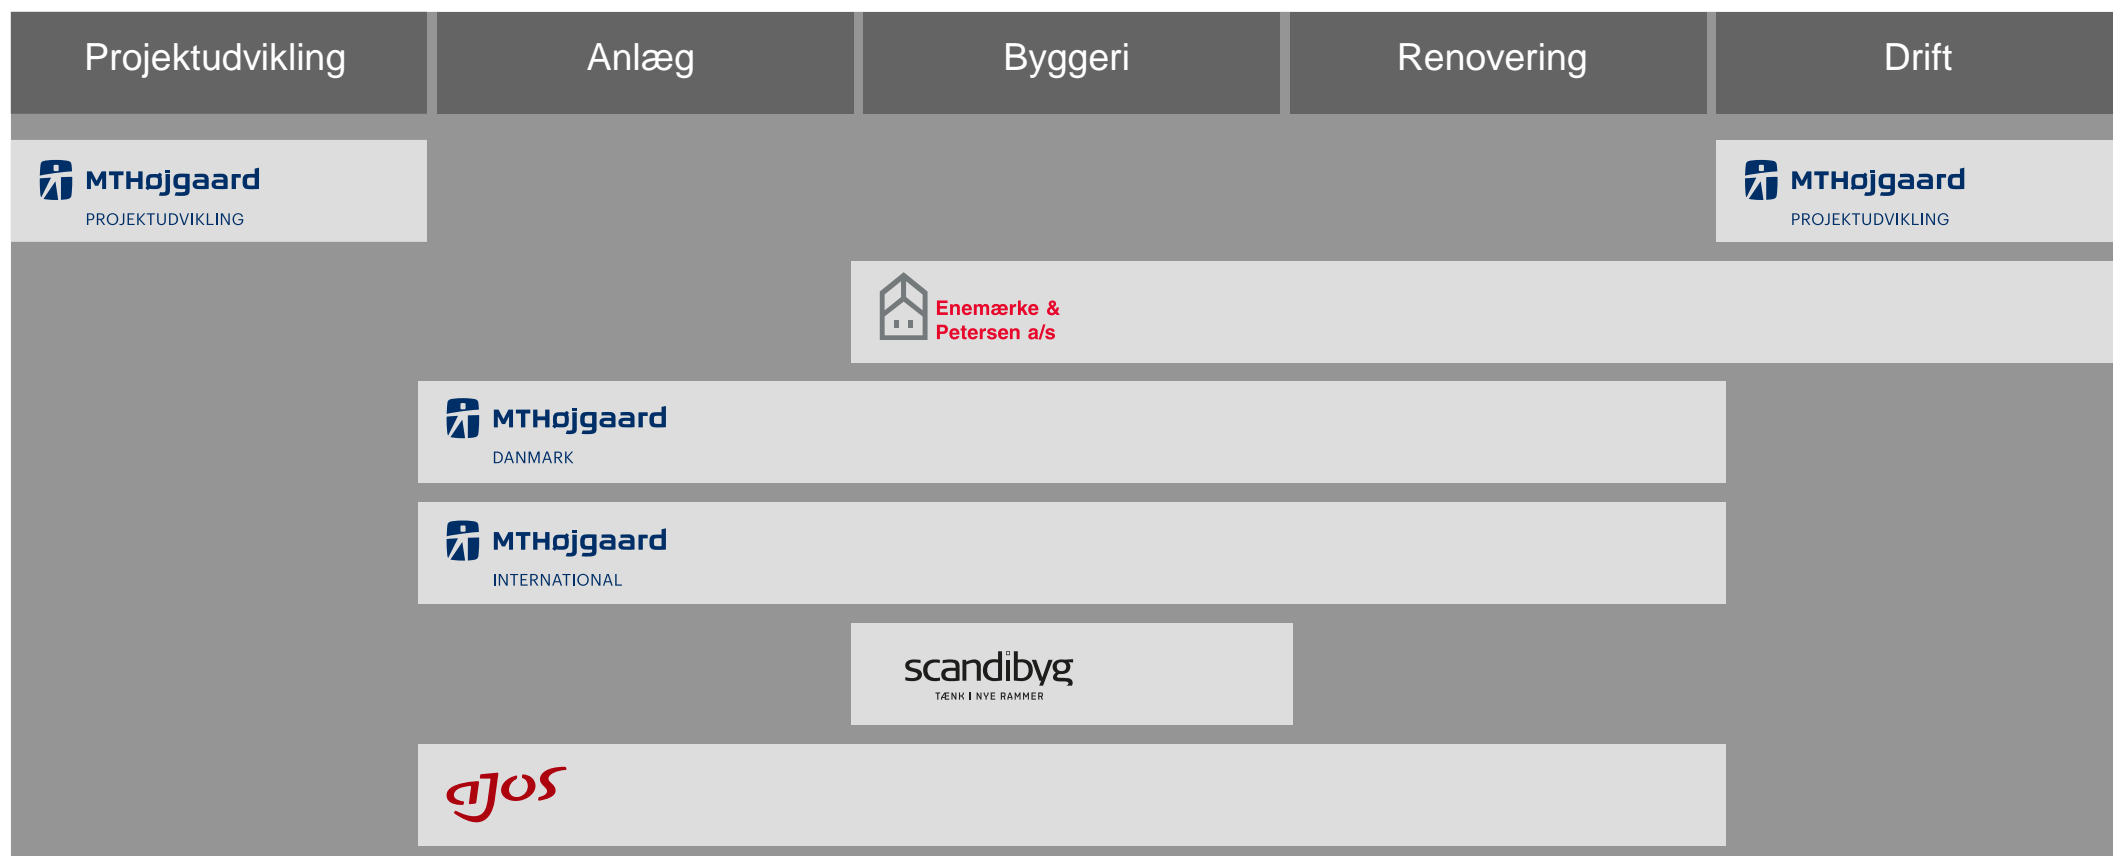 Projektudvikling
Anlæg
Byggeri
Renovering
Drift
MTHøjgaard
PROJEKTUDVIKLING
MTHøjgaard
PROJEKTUDVIKLING
Enemærke &
Petersen a/s
MTHøjgaard
DANMARK
MTHøjgaard
INTERNATIONAL
scandibyg
TÆNK I NYE RAMMER
ajos